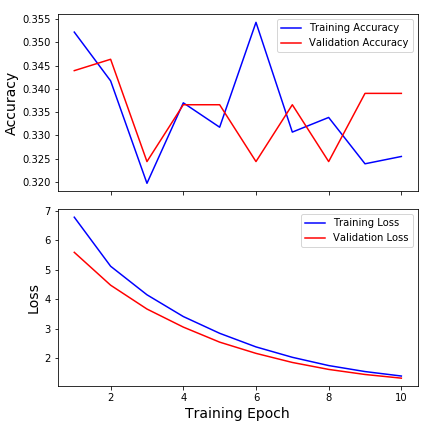 0.355
0.350
0.345
0.340
0.335
0.330
0.325
0.320
Accuracy
Training Accuracy
Validation Accuracy
7
6
5
4
3
2
Loss
Training Loss
Validation Loss
2 4 6 8 10
Training Epoch